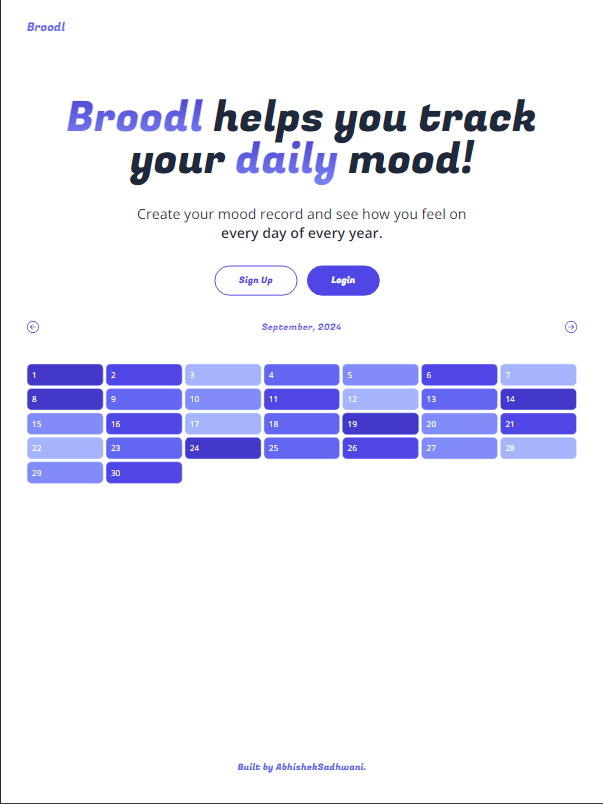 Broodl
Broodl helps you track
your daily mood!
Create your mood record and see how you feel on
every day of every year.
Sign Up Login
September, 2024
1 2 3 4 5 6 7
8 9 10 11 12 13 14
15 16 17 18 19 20 21
22 23 24 25 26 27 28
29 30
Built by AbhishekSadhwani.